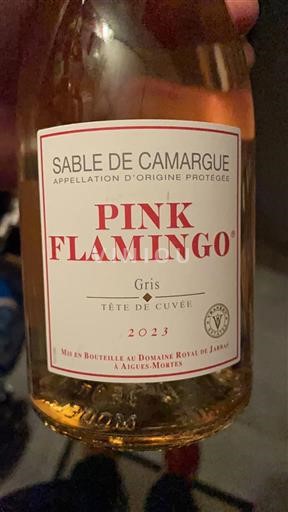 SABLE DE CAMARGUE
APPELLATION D'ORIGINE PROTÉGÉE
PINK
FLAMINGO®
VIVINO
Gris
TÊTE DE CUVÉE
2023
MIS EN BOUTEILLE AU DOMAINE ROYAL DE JARRAS
À AIGUES-MORTES